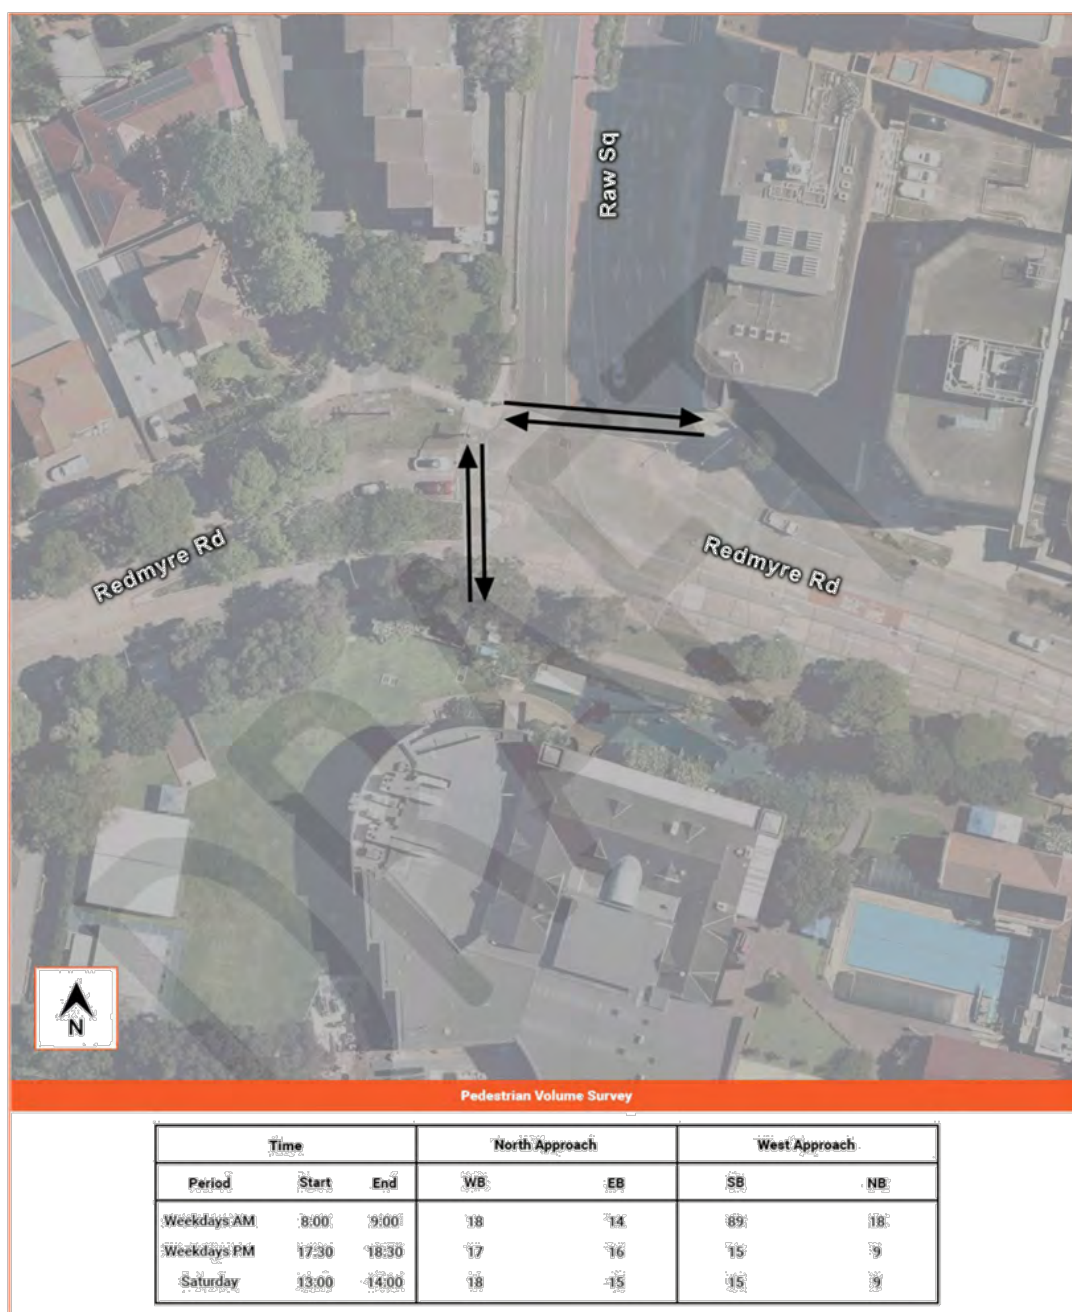 Raw Sq
Redmyre Rd
Redmyre Rd
N
Pedestrian Volume Survey
Time North Approach West Approach
Period Start End WB EB SB NB
Weekdays AM 8:00 9:00 18 14 89 18
Weekdays PM 17:30 18:30 17 16 15 9
Saturday 13:00 14:00 18 15 15 9